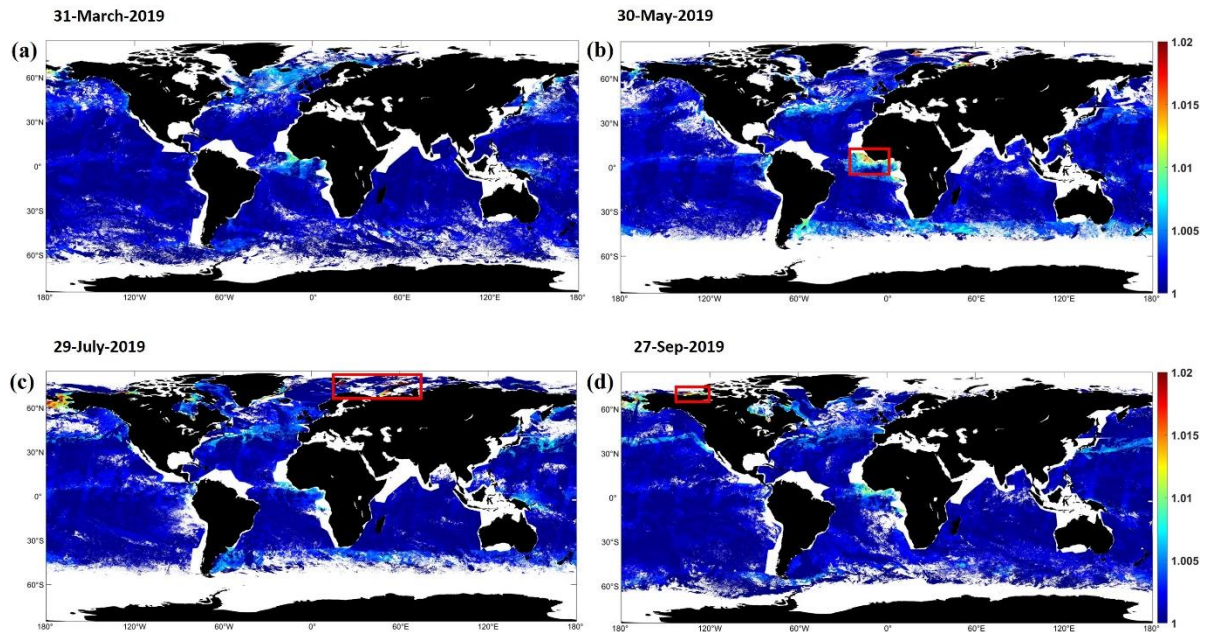 31-March-2019
30-May-2019
(a)
60°N
30°N
0°
30°S
60°S
180°
120°W
60°W
0°
60°E
120°E
180°
(b)
60°N
30°N
0°
30°S
60°S
180°
120°W
60°W
0°
60°E
120°E
180°
1.02
1.015
1.01
1.005
1
29-July-2019
27-Sep-2019
(c)
60°N
30°N
0°
30°S
60°S
180°
120°W
60°W
0°
60°E
120°E
180°
(d)
60°N
30°N
0°
30°S
60°S
180°
120°W
60°W
0°
60°E
120°E
180°
1.02
1.015
1.01
1.005
1